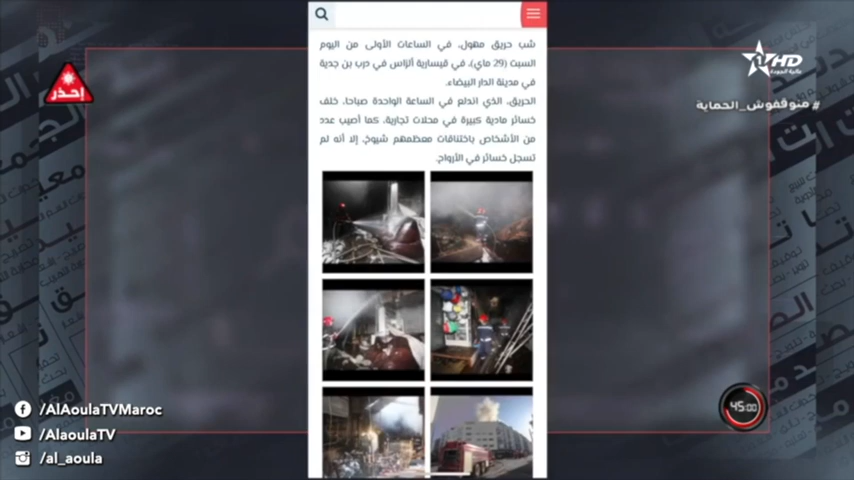 شب حريق مهول، في الساعات الأولى من اليوم
السبت (29 ماي)، في قيسارية ألزاس في درب بن جدية
في مدينة الدار البيضاء.
الحريق، الذي اندلع في الساعة الواحدة صباحا، خلف
خسائر مادية كبيرة في محلات تجارية، كما أصيب عدد
من الأشخاص باختناقات معظمهم شيوخ، إلا أنه لم
تسجل خسائر في الأرواح.
إحذر
HD
عالية الجودة
#منوقفوش_الحماية
45:00
/AlAoulaTVMaroc
/AlaoulaTV
/al_aoula